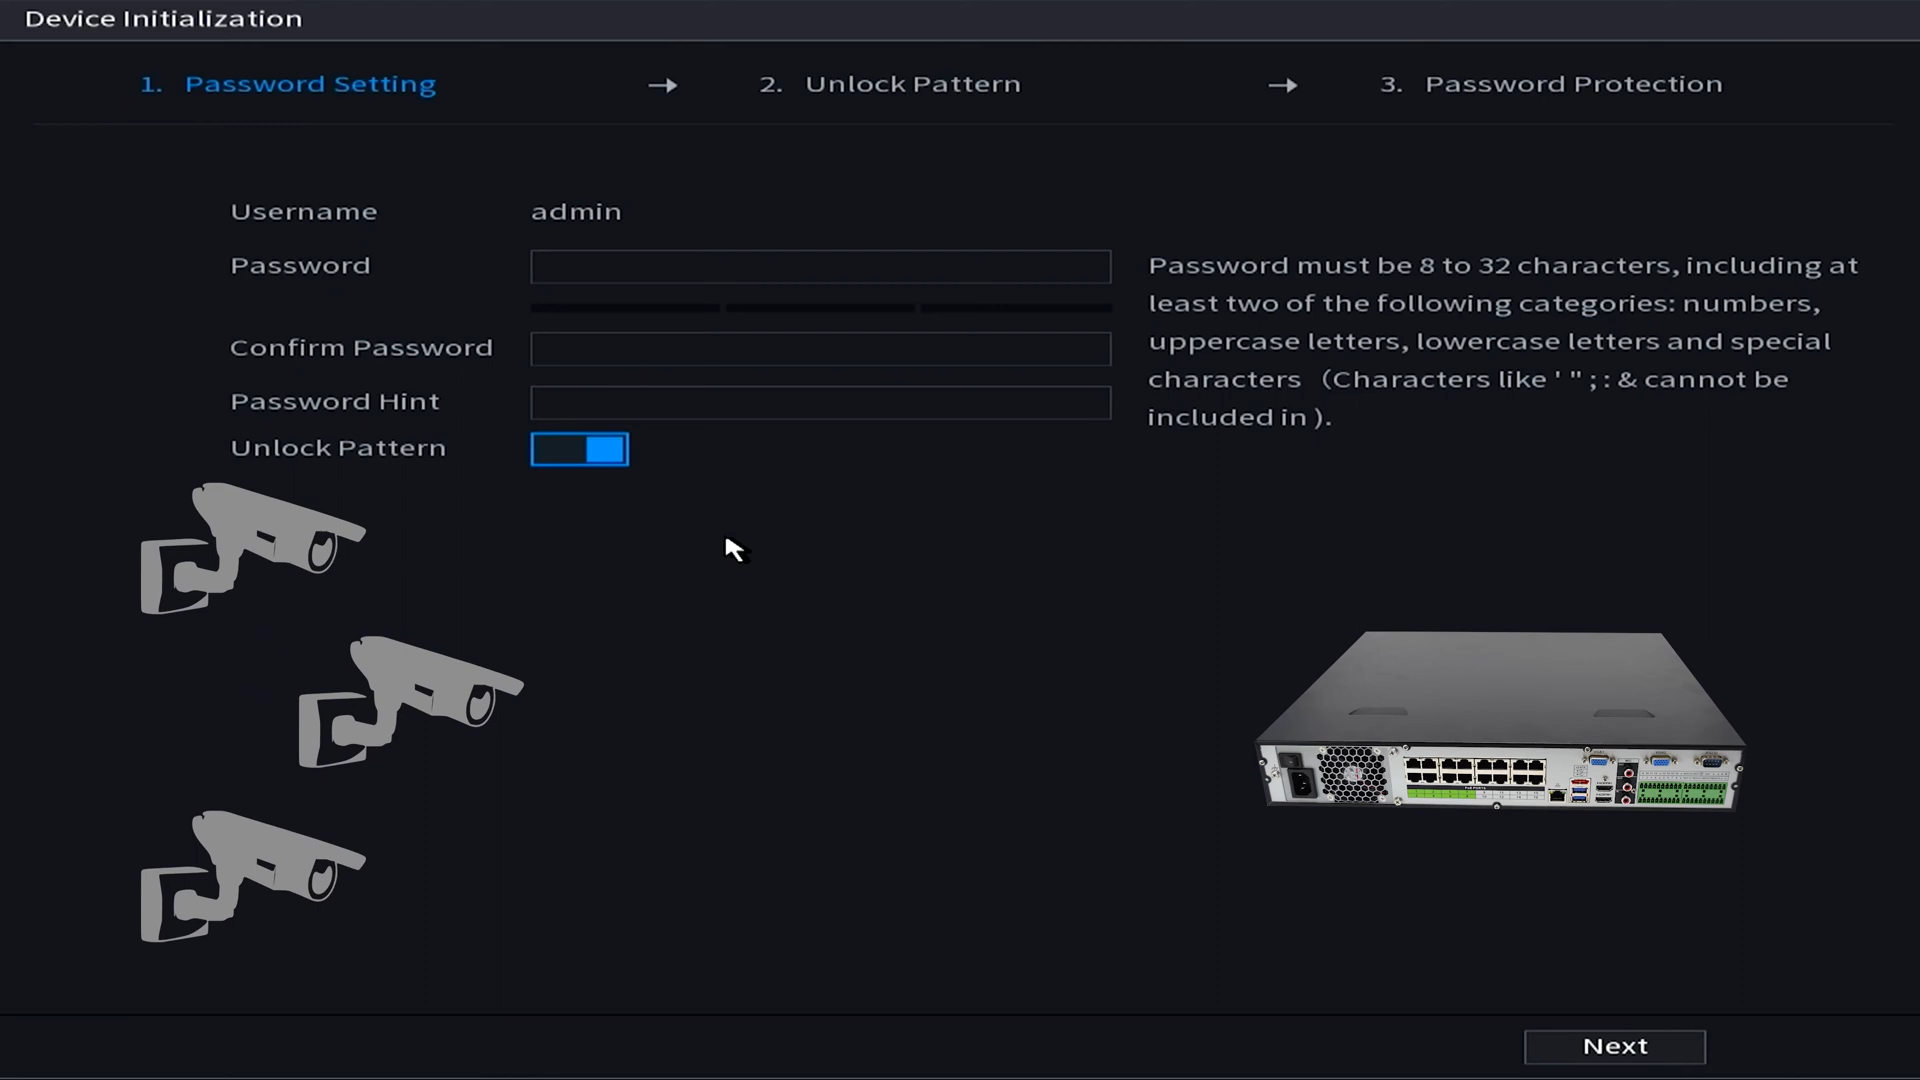 Device Initialization
1. Password Setting → 2. Unlock Pattern → 3. Password Protection
Username admin
Password
Confirm Password
Password Hint
Unlock Pattern
Password must be 8 to 32 characters, including at
least two of the following categories: numbers,
uppercase letters, lowercase letters and special
characters （Characters like ' " ; : & cannot be
included in ).
Next